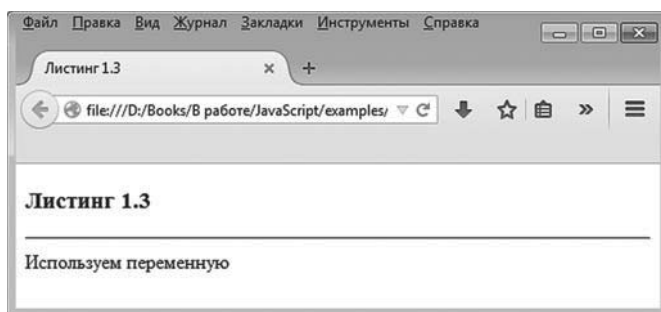 Файл Правка Вид Журнал Закладки Инструменты Справка
Листинг 1.3
file:///D:/Books/В работе/JavaScript/examples/
Листинг 1.3
Используем переменную